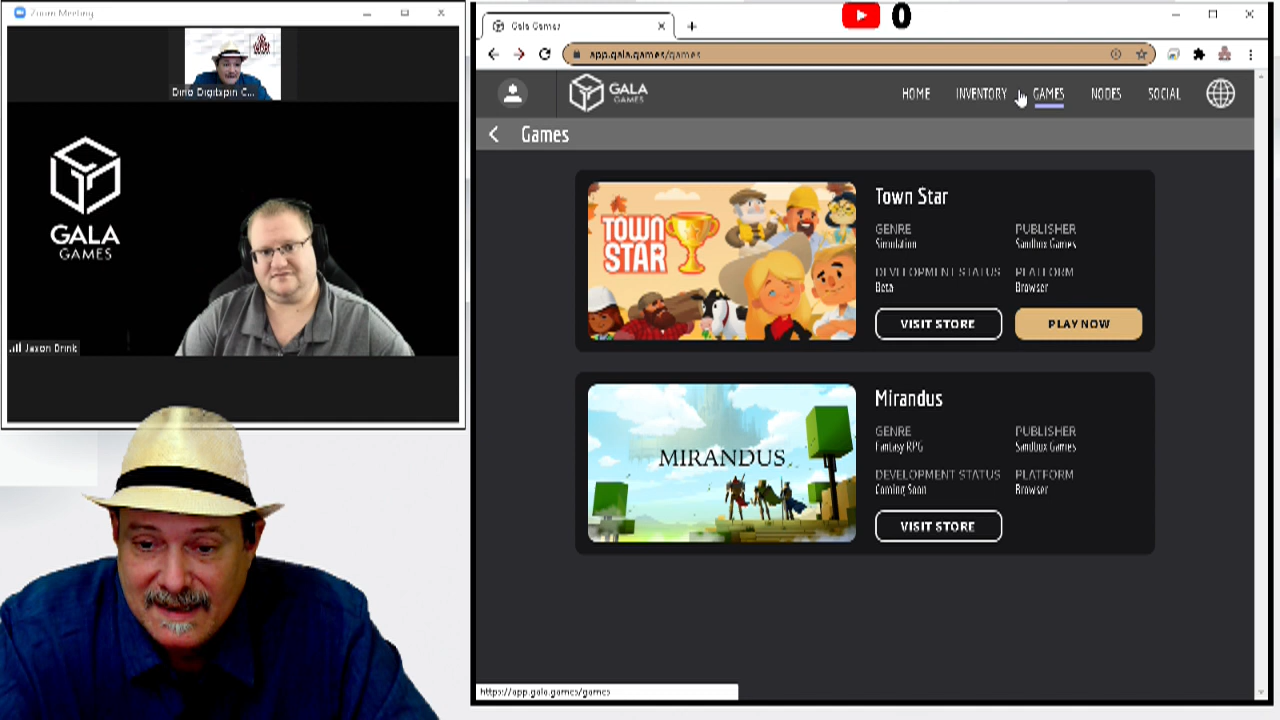 Zoom Meeting
Dino Digitspin C...
GALA
GAMES
Jaxon Brink
0
Gala Games
app.gala.games/games
GALA
GAMES
HOME
INVENTORY
GAMES
NODES
SOCIAL
Games
TOWN
STAR
Town Star
GENRE
PUBLISHER
Simulation
Sandbox Games
DEVELOPMENT STATUS
PLATFORM
Beta
Browser
VISIT STORE
PLAY NOW
MIRANDUS
Mirandus
GENRE
PUBLISHER
Fantasy RPG
Sandbox Games
DEVELOPMENT STATUS
PLATFORM
Coming Soon
Browser
VISIT STORE
https://app.gala.games/games